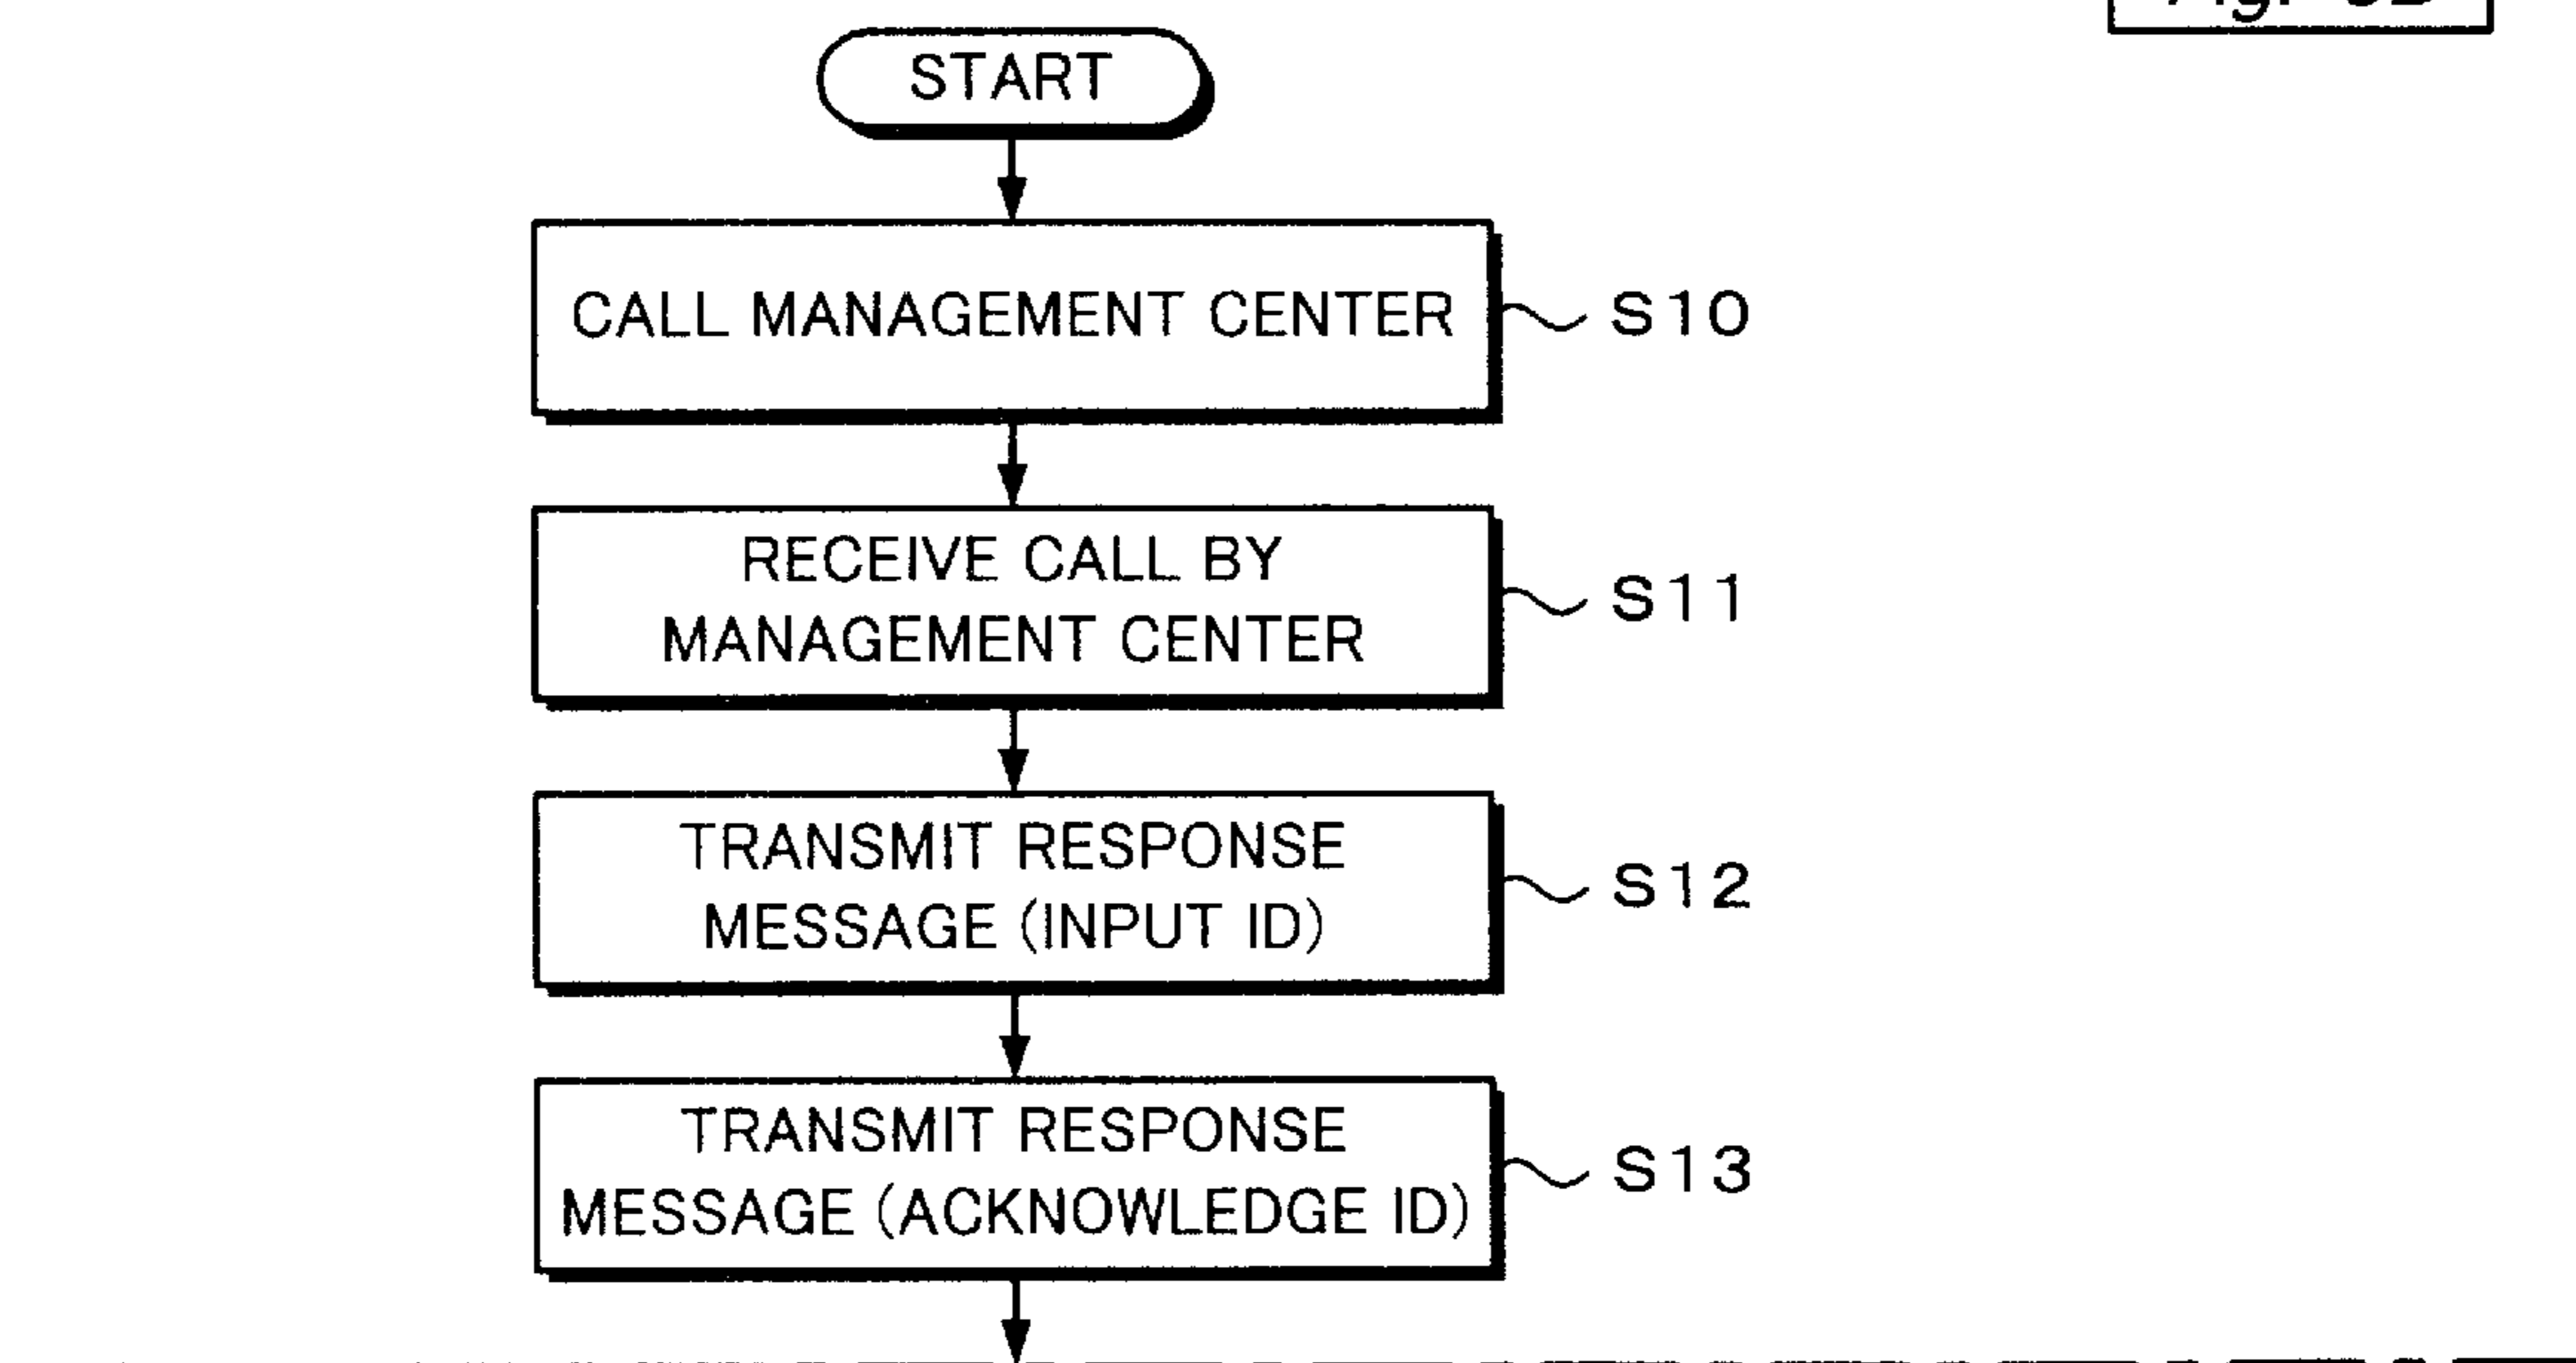 START
CALL MANAGEMENT CENTER
S10
RECEIVE CALL BY
MANAGEMENT CENTER
S11
TRANSMIT RESPONSE
MESSAGE (INPUT ID)
S12
TRANSMIT RESPONSE
MESSAGE (ACKNOWLEDGE ID)
S13